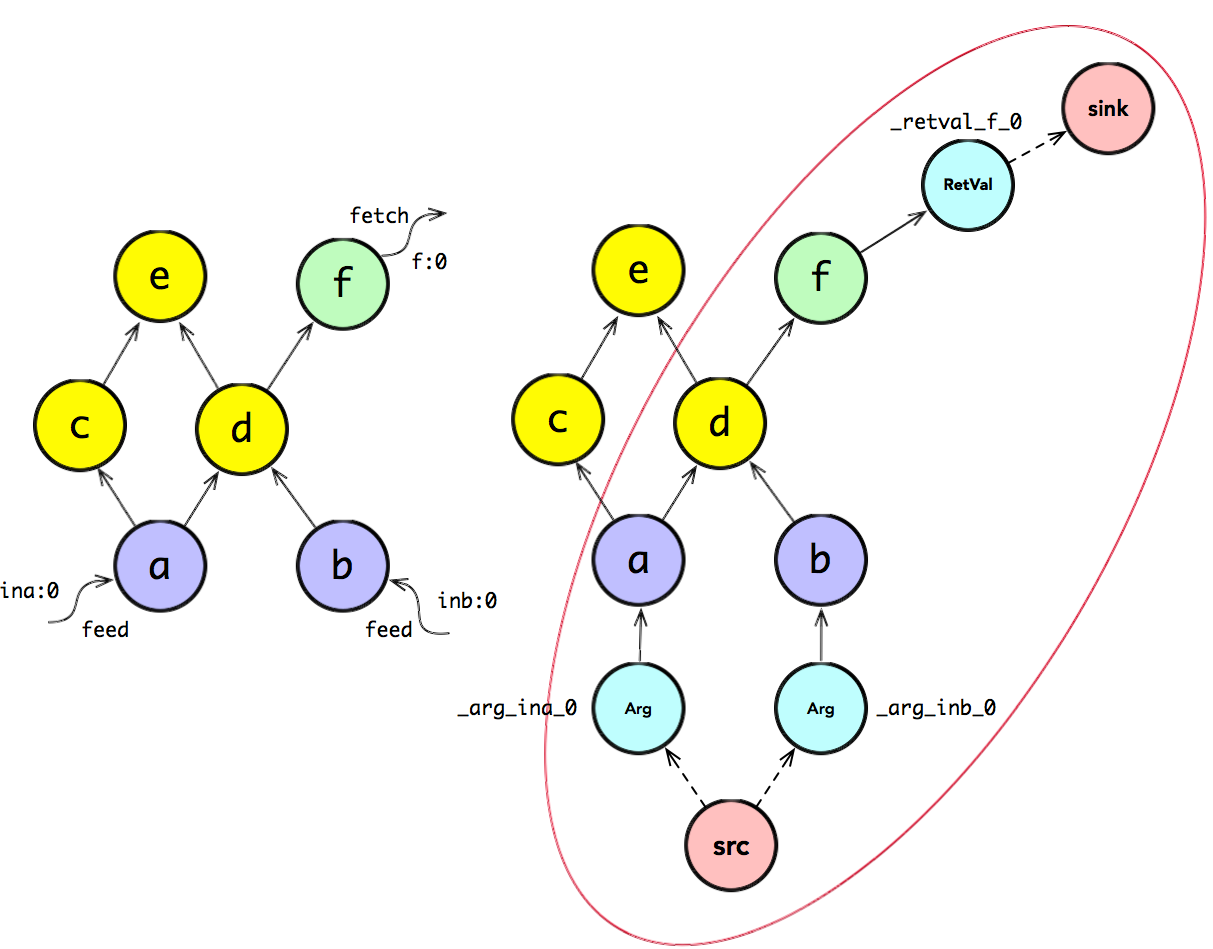 sink
_retval_f_0
RetVal
fetch
f:0
e
f
e
f
c
d
c
d
a
b
a
b
ina:0
feed
inb:0
feed
_arg_ina_0
Arg
Arg
_arg_inb_0
src